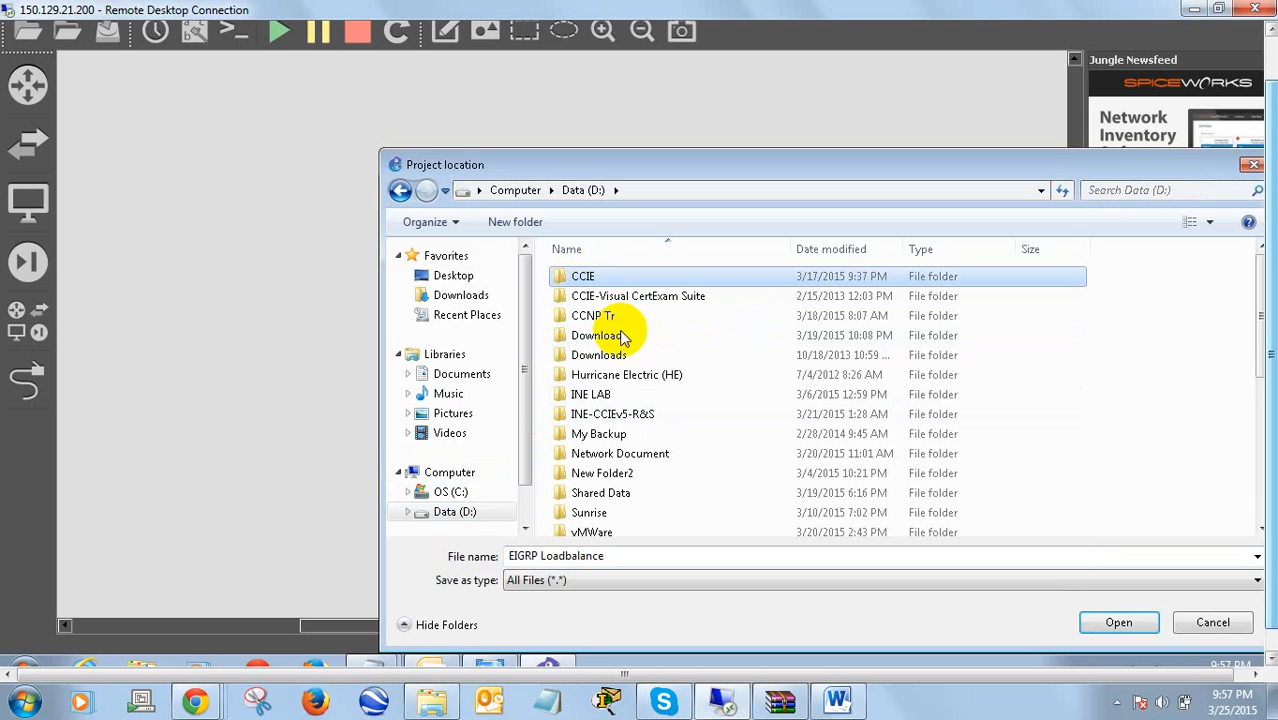 150.129.21.200 - Remote Desktop Connection
Jungle Newsfeed
SPICEWORKS
Network
Inventory
Project location
Computer Data (D:)
Search Data (D:)
Organize New folder
Name Date modified Type Size
Favorites
Desktop
Downloads
Recent Places
Libraries
Documents
Music
Pictures
Videos
Computer
OS (C:)
Data (D:)
CCIE 3/17/2015 9:37 PM File folder
CCIE-Visual CertExam Suite 2/15/2013 12:03 PM File folder
CCNP Tr 3/18/2015 8:07 AM File folder
Download 3/19/2015 10:08 PM File folder
Downloads 10/18/2013 10:59 ... File folder
Hurricane Electric (HE) 7/4/2012 8:26 AM File folder
INE LAB 3/6/2015 12:59 PM File folder
INE-CCIEv5-R&S 3/21/2015 1:28 AM File folder
My Backup 2/28/2014 9:45 AM File folder
Network Document 3/20/2015 11:01 AM File folder
New Folder2 3/4/2015 10:21 PM File folder
Shared Data 3/19/2015 6:16 PM File folder
Sunrise 3/10/2015 7:02 PM File folder
vMWare 3/20/2015 2:43 PM File folder
File name: EIGRP Loadbalance
Save as type: All Files (*.*)
Hide Folders
Open Cancel
9:57 PM
9:57 PM
3/25/2015